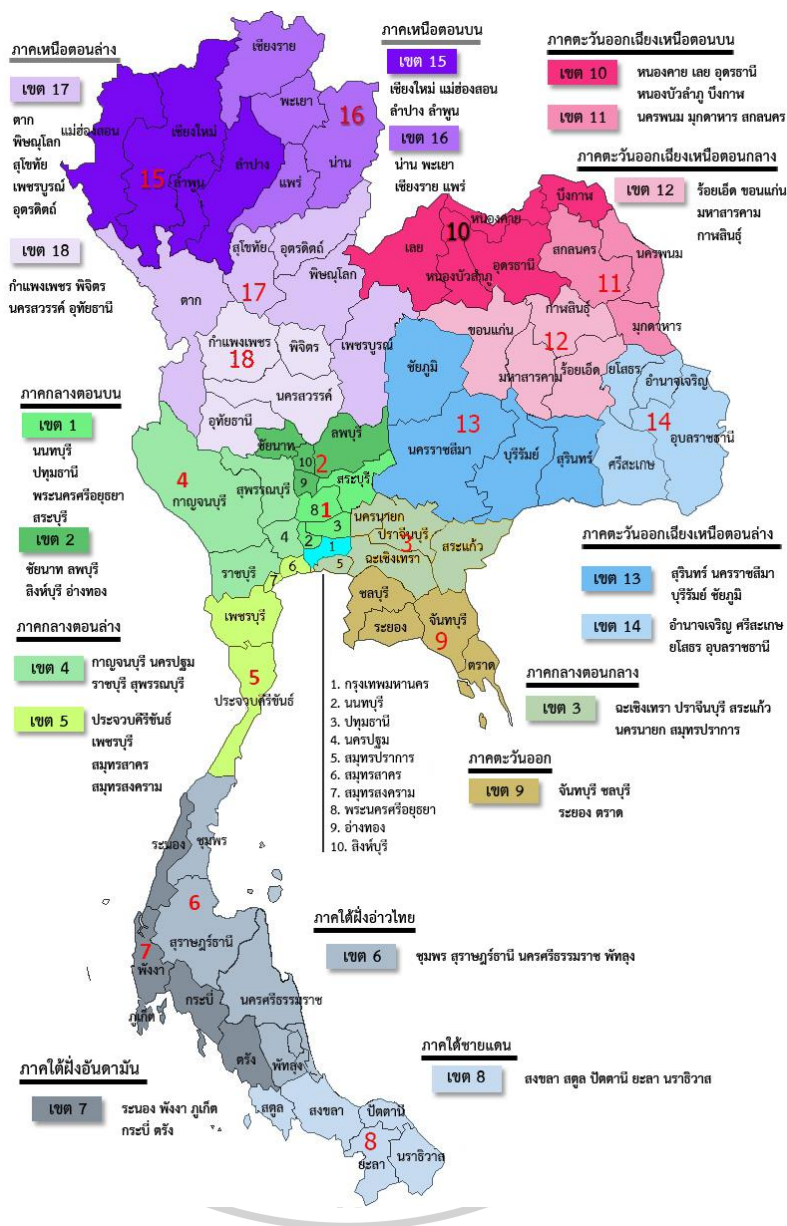 ภาคเหนือตอนล่าง
เขต 17
ตาก
พิษณุโลก
สุโขทัย
เพชรบูรณ์
อุตรดิตถ์
เขต 18
กำแพงเพชร พิจิตร
นครสวรรค์ อุทัยธานี
ภาคเหนือตอนบน
เขต 15
เชียงใหม่ แม่ฮ่องสอน
ลำปาง ลำพูน
เขต 16
น่าน พะเยา
เชียงราย แพร่
ภาคตะวันออกเฉียงเหนือตอนบน
เขต 10
หนองคาย เลย อุดรธานี
หนองบัวลำภู บึงกาฬ
เขต 11
นครพนม มุกดาหาร สกลนคร
ภาคตะวันออกเฉียงเหนือตอนกลาง
เขต 12
ร้อยเอ็ด ขอนแก่น
มหาสารคาม
กาฬสินธุ์
เชียงราย
พะเยา
16
แม่ฮ่องสอน
เชียงใหม่
15
ลำพูน
ลำปาง
แพร่
น่าน
สุโขทัย
อุตรดิตถ์
17
พิษณุโลก
ตาก
กำแพงเพชร
18
พิจิตร
เพชรบูรณ์
นครสวรรค์
อุทัยธานี
บึงกาฬ
หนองคาย
10
เลย
หนองบัวลำภู
อุดรธานี
สกลนคร
นครพนม
11
มุกดาหาร
กาฬสินธุ์
ขอนแก่น
12
มหาสารคาม
ร้อยเอ็ด
ยโสธร
อำนาจเจริญ
14
อุบลราชธานี
ศรีสะเกษ
ชัยภูมิ
13
นครราชสีมา
บุรีรัมย์
สุรินทร์
ภาคกลางตอนบน
เขต 1
นนทบุรี
ปทุมธานี
พระนครศรีอยุธยา
สระบุรี
เขต 2
ชัยนาท ลพบุรี
สิงห์บุรี อ่างทอง
ภาคกลางตอนล่าง
เขต 4
กาญจนบุรี นครปฐม
ราชบุรี สุพรรณบุรี
เขต 5
ประจวบคีรีขันธ์
เพชรบุรี
สมุทรสาคร
สมุทรสงคราม
4
กาญจนบุรี
สุพรรณบุรี
ชัยนาท
ลพบุรี
2
10
9
สระบุรี
8
1
3
4
2
1
5
6
7
ราชบุรี
นครนายก
ปราจีนบุรี
3
สระแก้ว
ฉะเชิงเทรา
ชลบุรี
ระยอง
จันทบุรี
9
ตราด
เพชรบุรี
5
ประจวบคีรีขันธ์
ภาคตะวันออกเฉียงเหนือตอนล่าง
เขต 13
สุรินทร์ นครราชสีมา
บุรีรัมย์ ชัยภูมิ
เขต 14
อำนาจเจริญ ศรีสะเกษ
ยโสธร อุบลราชธานี
ภาคกลางตอนกลาง
เขต 3
ฉะเชิงเทรา ปราจีนบุรี สระแก้ว
นครนายก สมุทรปราการ
ภาคตะวันออก
เขต 9
จันทบุรี ชลบุรี
ระยอง ตราด
1. กรุงเทพมหานคร
2. นนทบุรี
3. ปทุมธานี
4. นครปฐม
5. สมุทรปราการ
6. สมุทรสาคร
7. สมุทรสงคราม
8. พระนครศรีอยุธยา
9. อ่างทอง
10. สิงห์บุรี
ระนอง
ชุมพร
6
สุราษฎร์ธานี
7
พังงา
กระบี่
นครศรีธรรมราช
ภูเก็ต
ตรัง
พัทลุง
สตูล
สงขลา
ปัตตานี
8
ยะลา
นราธิวาส
ภาคใต้ฝั่งอ่าวไทย
เขต 6
ชุมพร สุราษฎร์ธานี นครศรีธรรมราช พัทลุง
ภาคใต้ชายแดน
เขต 8
สงขลา สตูล ปัตตานี ยะลา นราธิวาส
ภาคใต้ฝั่งอันดามัน
เขต 7
ระนอง พังงา ภูเก็ต
กระบี่ ตรัง